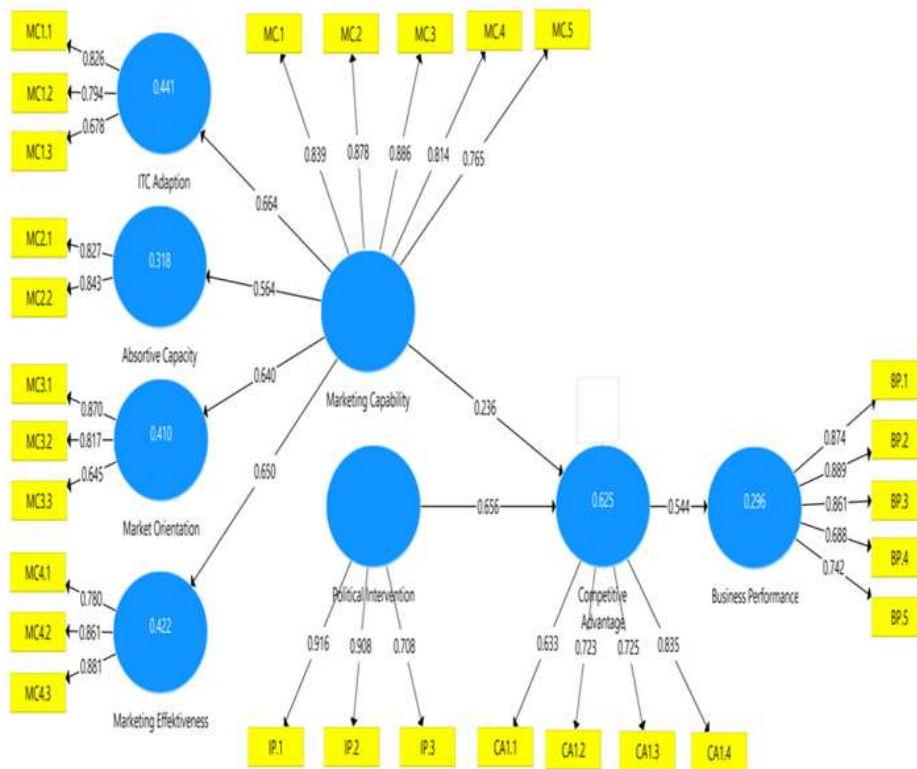 MC1.1
MC1.2
MC1.3
0.826
0.794
0.678
0.441
ITC Adaption
MC.1
MC.2
MC.3
MC.4
MC.5
0.839
0.878
0.886
0.814
0.765
0.664
MC2.1
MC2.2
0.827
0.843
0.318
Absortive Capacity
0.564
Marketing Capability
MC3.1
MC3.2
MC3.3
0.870
0.817
0.645
0.410
Market Orientation
0.640
0.236
0.650
MC4.1
MC4.2
MC4.3
0.780
0.861
0.881
0.422
Marketing Effektiveness
Political Intervention
0.656
0.916
0.908
0.708
IP.1
IP.2
IP.3
0.625
Competitive
Advantage
0.633
0.723
0.725
0.835
CA1.1
CA1.2
CA1.3
CA1.4
0.544
0.296
Business Performance
0.874
0.889
0.861
0.688
0.742
BP.1
BP.2
BP.3
BP.4
BP.5